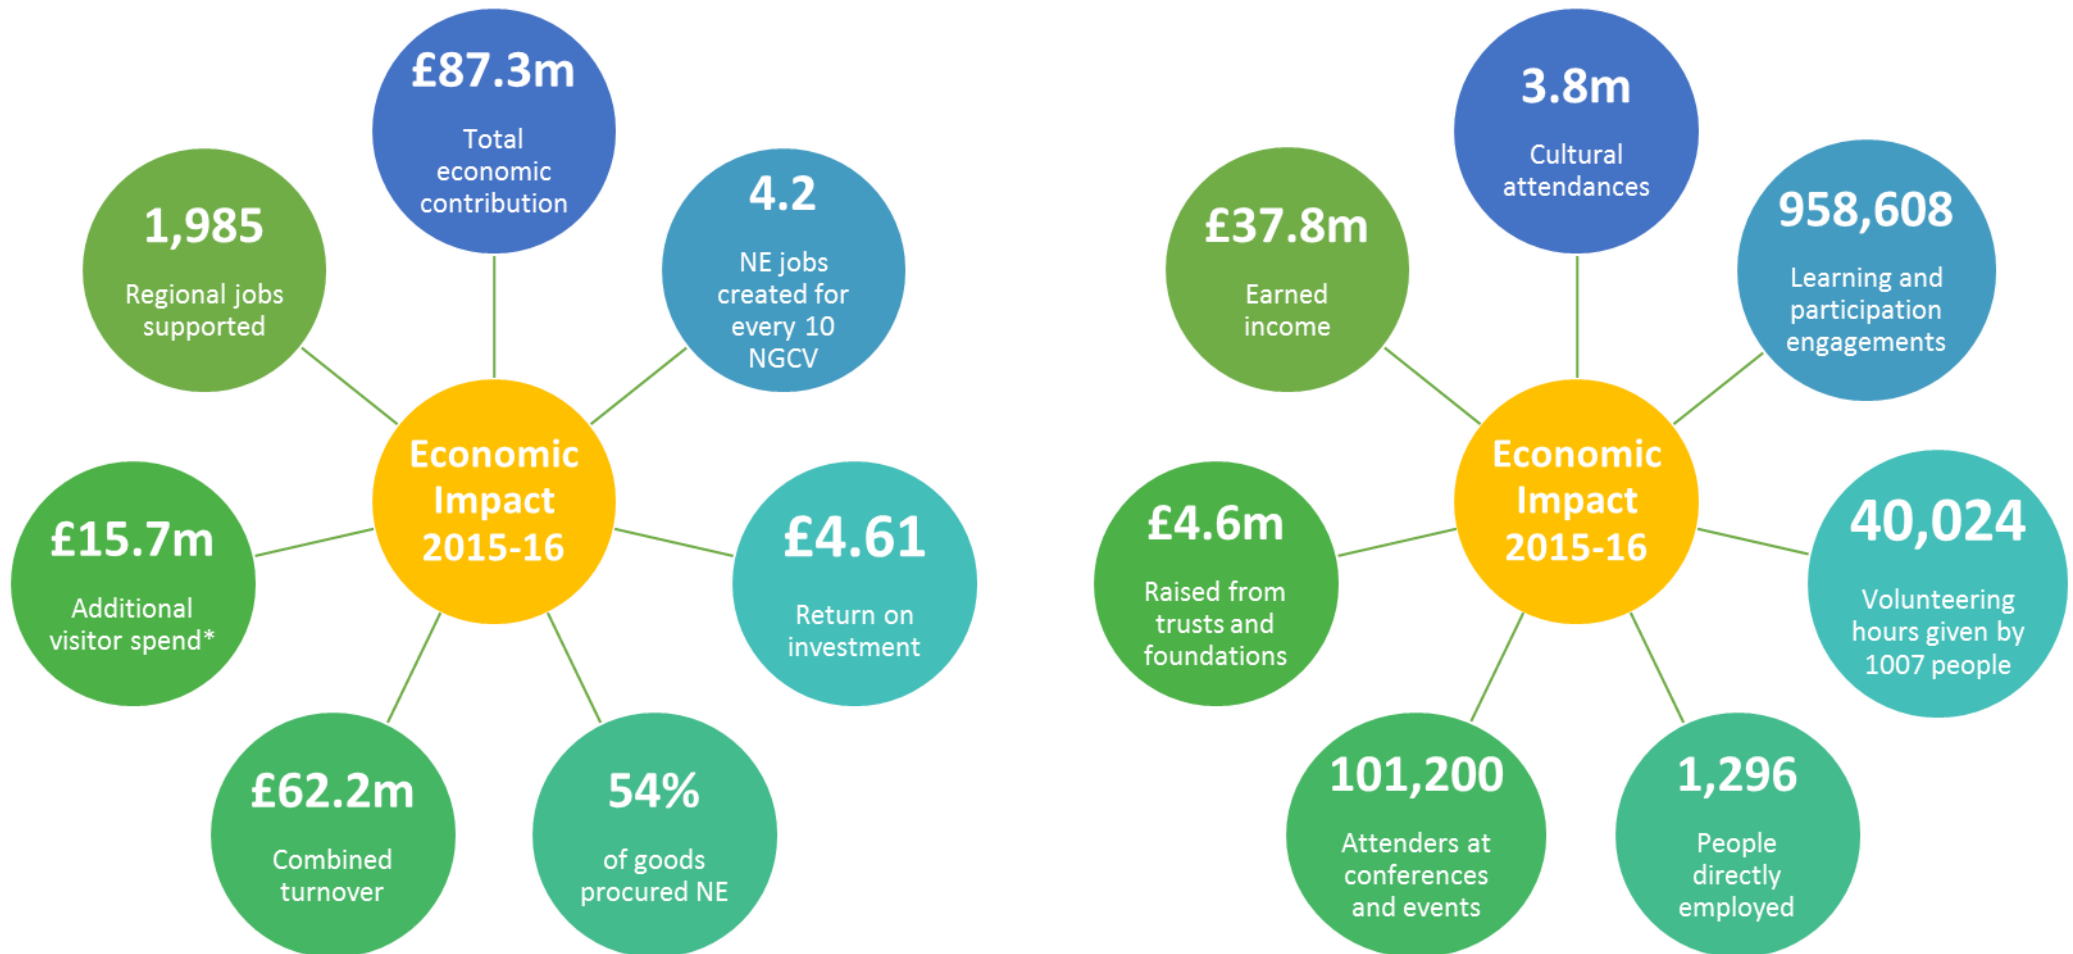 £87.3m
Total
economic
contribution
4.2
NE jobs
created for
every 10
NGCV
£4.61
Return on
investment
54%
of goods
procured NE
£62.2m
Combined
turnover
£15.7m
Additional
visitor spend*
1,985
Regional jobs
supported
Economic
Impact
2015-16
3.8m
Cultural
attendances
958,608
Learning and
participation
engagements
40,024
Volunteering
hours given by
1007 people
1,296
People
directly
employed
101,200
Attenders at
conferences
and events
£4.6m
Raised from
trusts and
foundations
£37.8m
Earned
income
Economic
Impact
2015-16